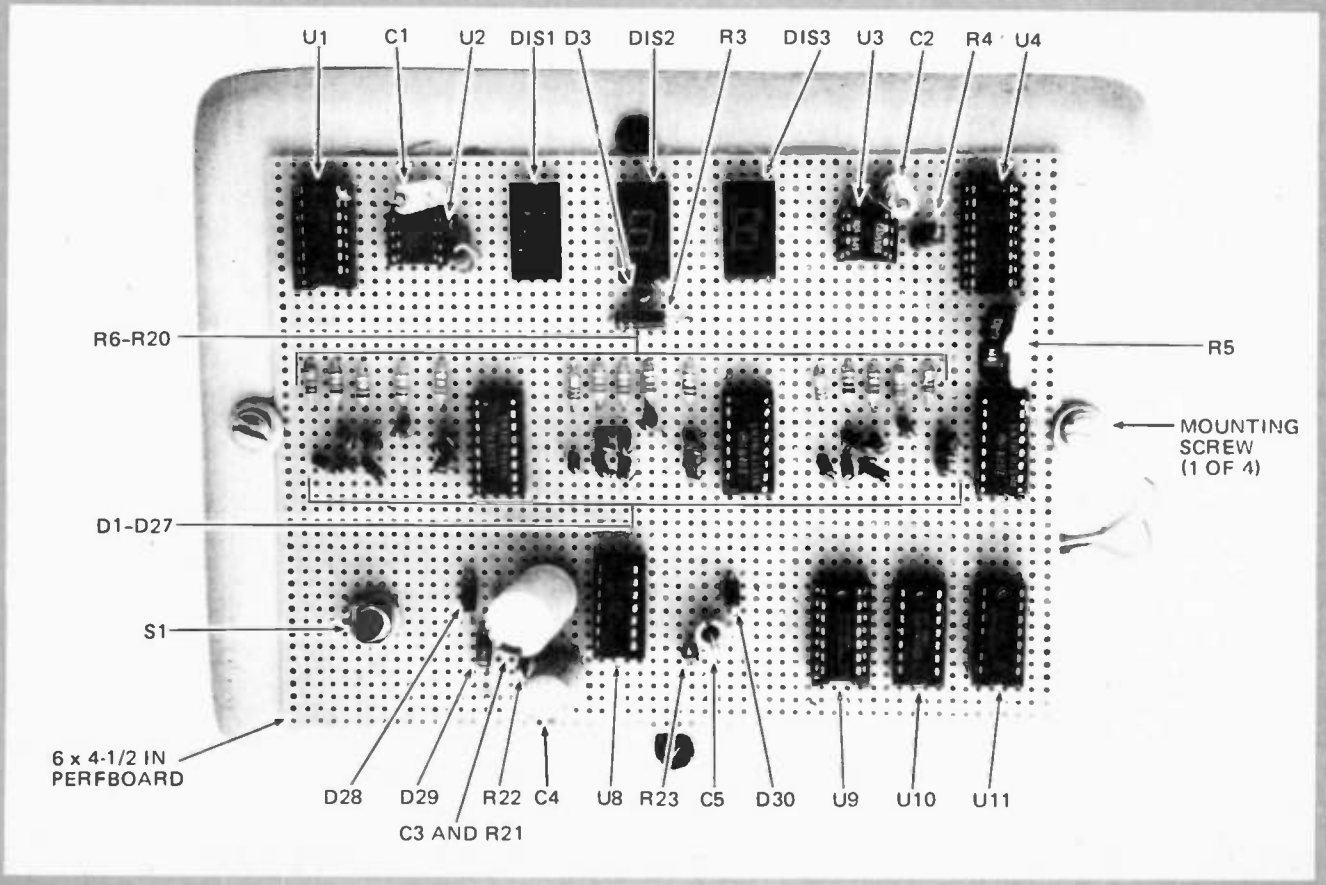 U1 C1 U2 DIS1 D3 DIS2 R3 DIS3 U3 C2 R4 U4
R6-R20
R5
MOUNTING
SCREW
(1 OF 4)
D1-D27
S1
6 x 4-1/2 IN
PERFBOARD
D28 D29 R22 C4 U8 R23 C5 D30 U9 U10 U11
C3 AND R21